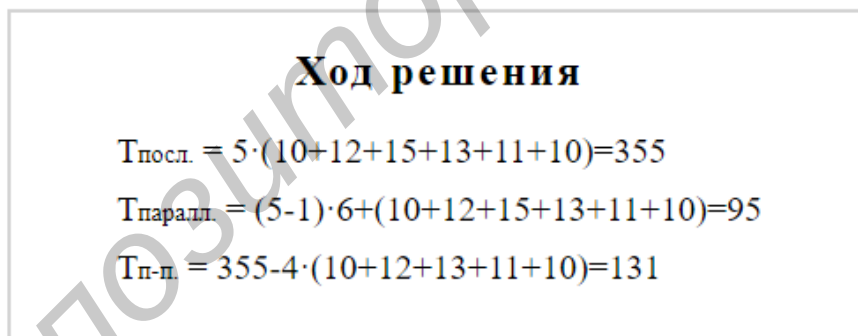 Ход решения
Тпосл. = 5·(10+12+15+13+11+10)=355
Тпаралл. = (5-1)·6+(10+12+15+13+11+10)=95
Тп-п. = 355-4·(10+12+13+11+10)=131